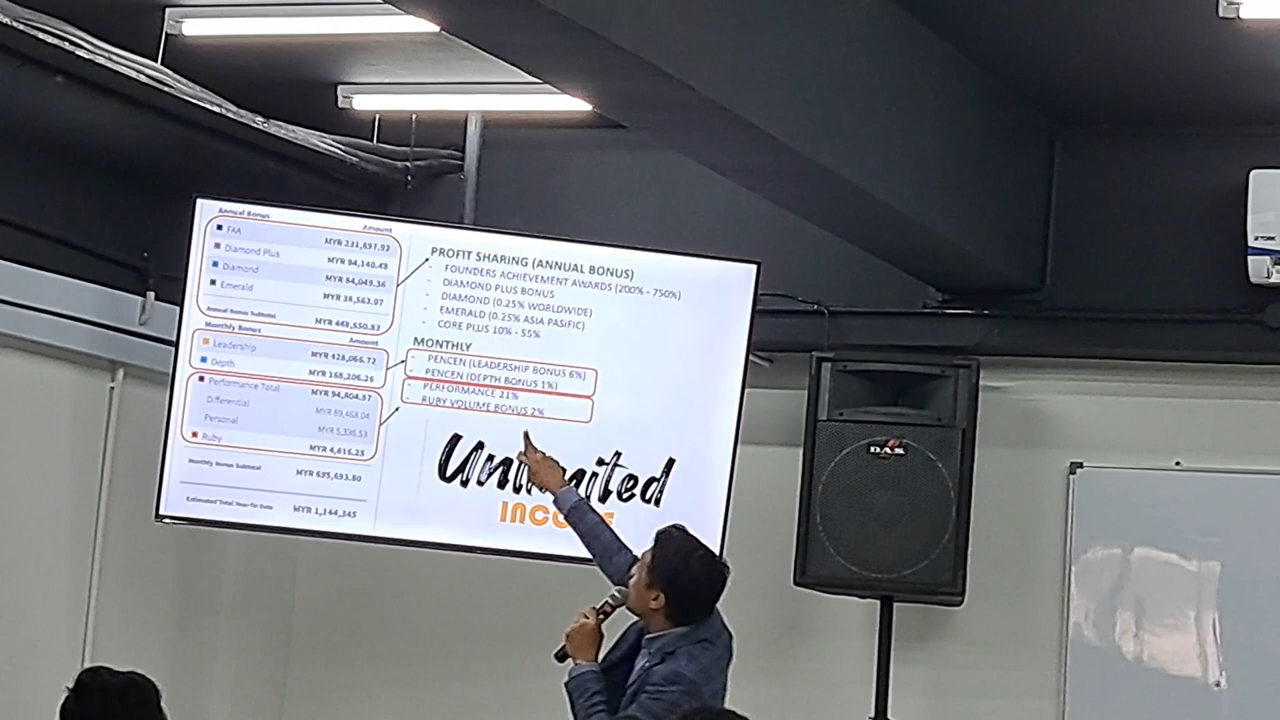 Annual Bonus
Amount
FAA MYR 231,897.93
Diamond Plus MYR 94,140.48
Diamond MYR 84,049.36
Emerald MYR 38,563.07
Annual Bonus Subtotal MYR 448,550.83
Monthly Bonus Amount
Leadership MYR 428,066.72
Depth MYR 168,206.26
Performance Total MYR 94,804.57
Differential MYR 89,468.04
Personal MYR 5,336.53
Ruby MYR 4,616.25
Monthly Bonus Subtotal MYR 695,693.80
Estimated Total Year-To-Date MYR 1,144,245
PROFIT SHARING (ANNUAL BONUS)
- FOUNDERS ACHIEVEMENT AWARDS (200% - 750%)
- DIAMOND PLUS BONUS
- DIAMOND (0.25% WORLDWIDE)
- EMERALD (0.25% ASIA PASIFIC)
- CORE PLUS 10% - 55%
MONTHLY
- PENCEN (LEADERSHIP BONUS 6%)
- PENCEN (DEPTH BONUS 1%)
- PERFORMANCE 21%
- RUBY VOLUME BONUS 2%
Unlimited
INCOME
D.A.S.
YORK